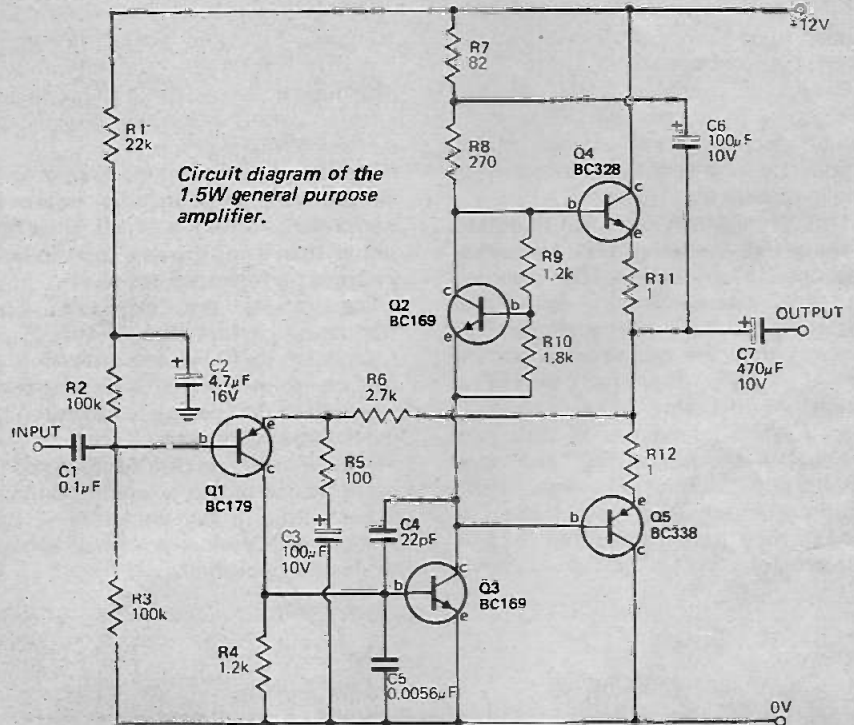 +12V
R7
82
R1
22k
C6
100µF
10V
R8
270
Q4
BC328
Circuit diagram of the
1.5W general purpose
amplifier.
b
c
e
R9
1.2k
R11
1
Q2
BC169
c
b
e
OUTPUT
C7
470µF
10V
R10
1.8k
C2
4.7µF
16V
R2
100k
R6
2.7k
INPUT
C1
0.1µF
b
e
c
Q1
BC179
R5
100
R12
1
C3
100µF
10V
C4
22pF
b
e
c
Q5
BC338
R3
100k
b
c
e
Q3
BC169
R4
1.2k
C5
0.0056µF
0V